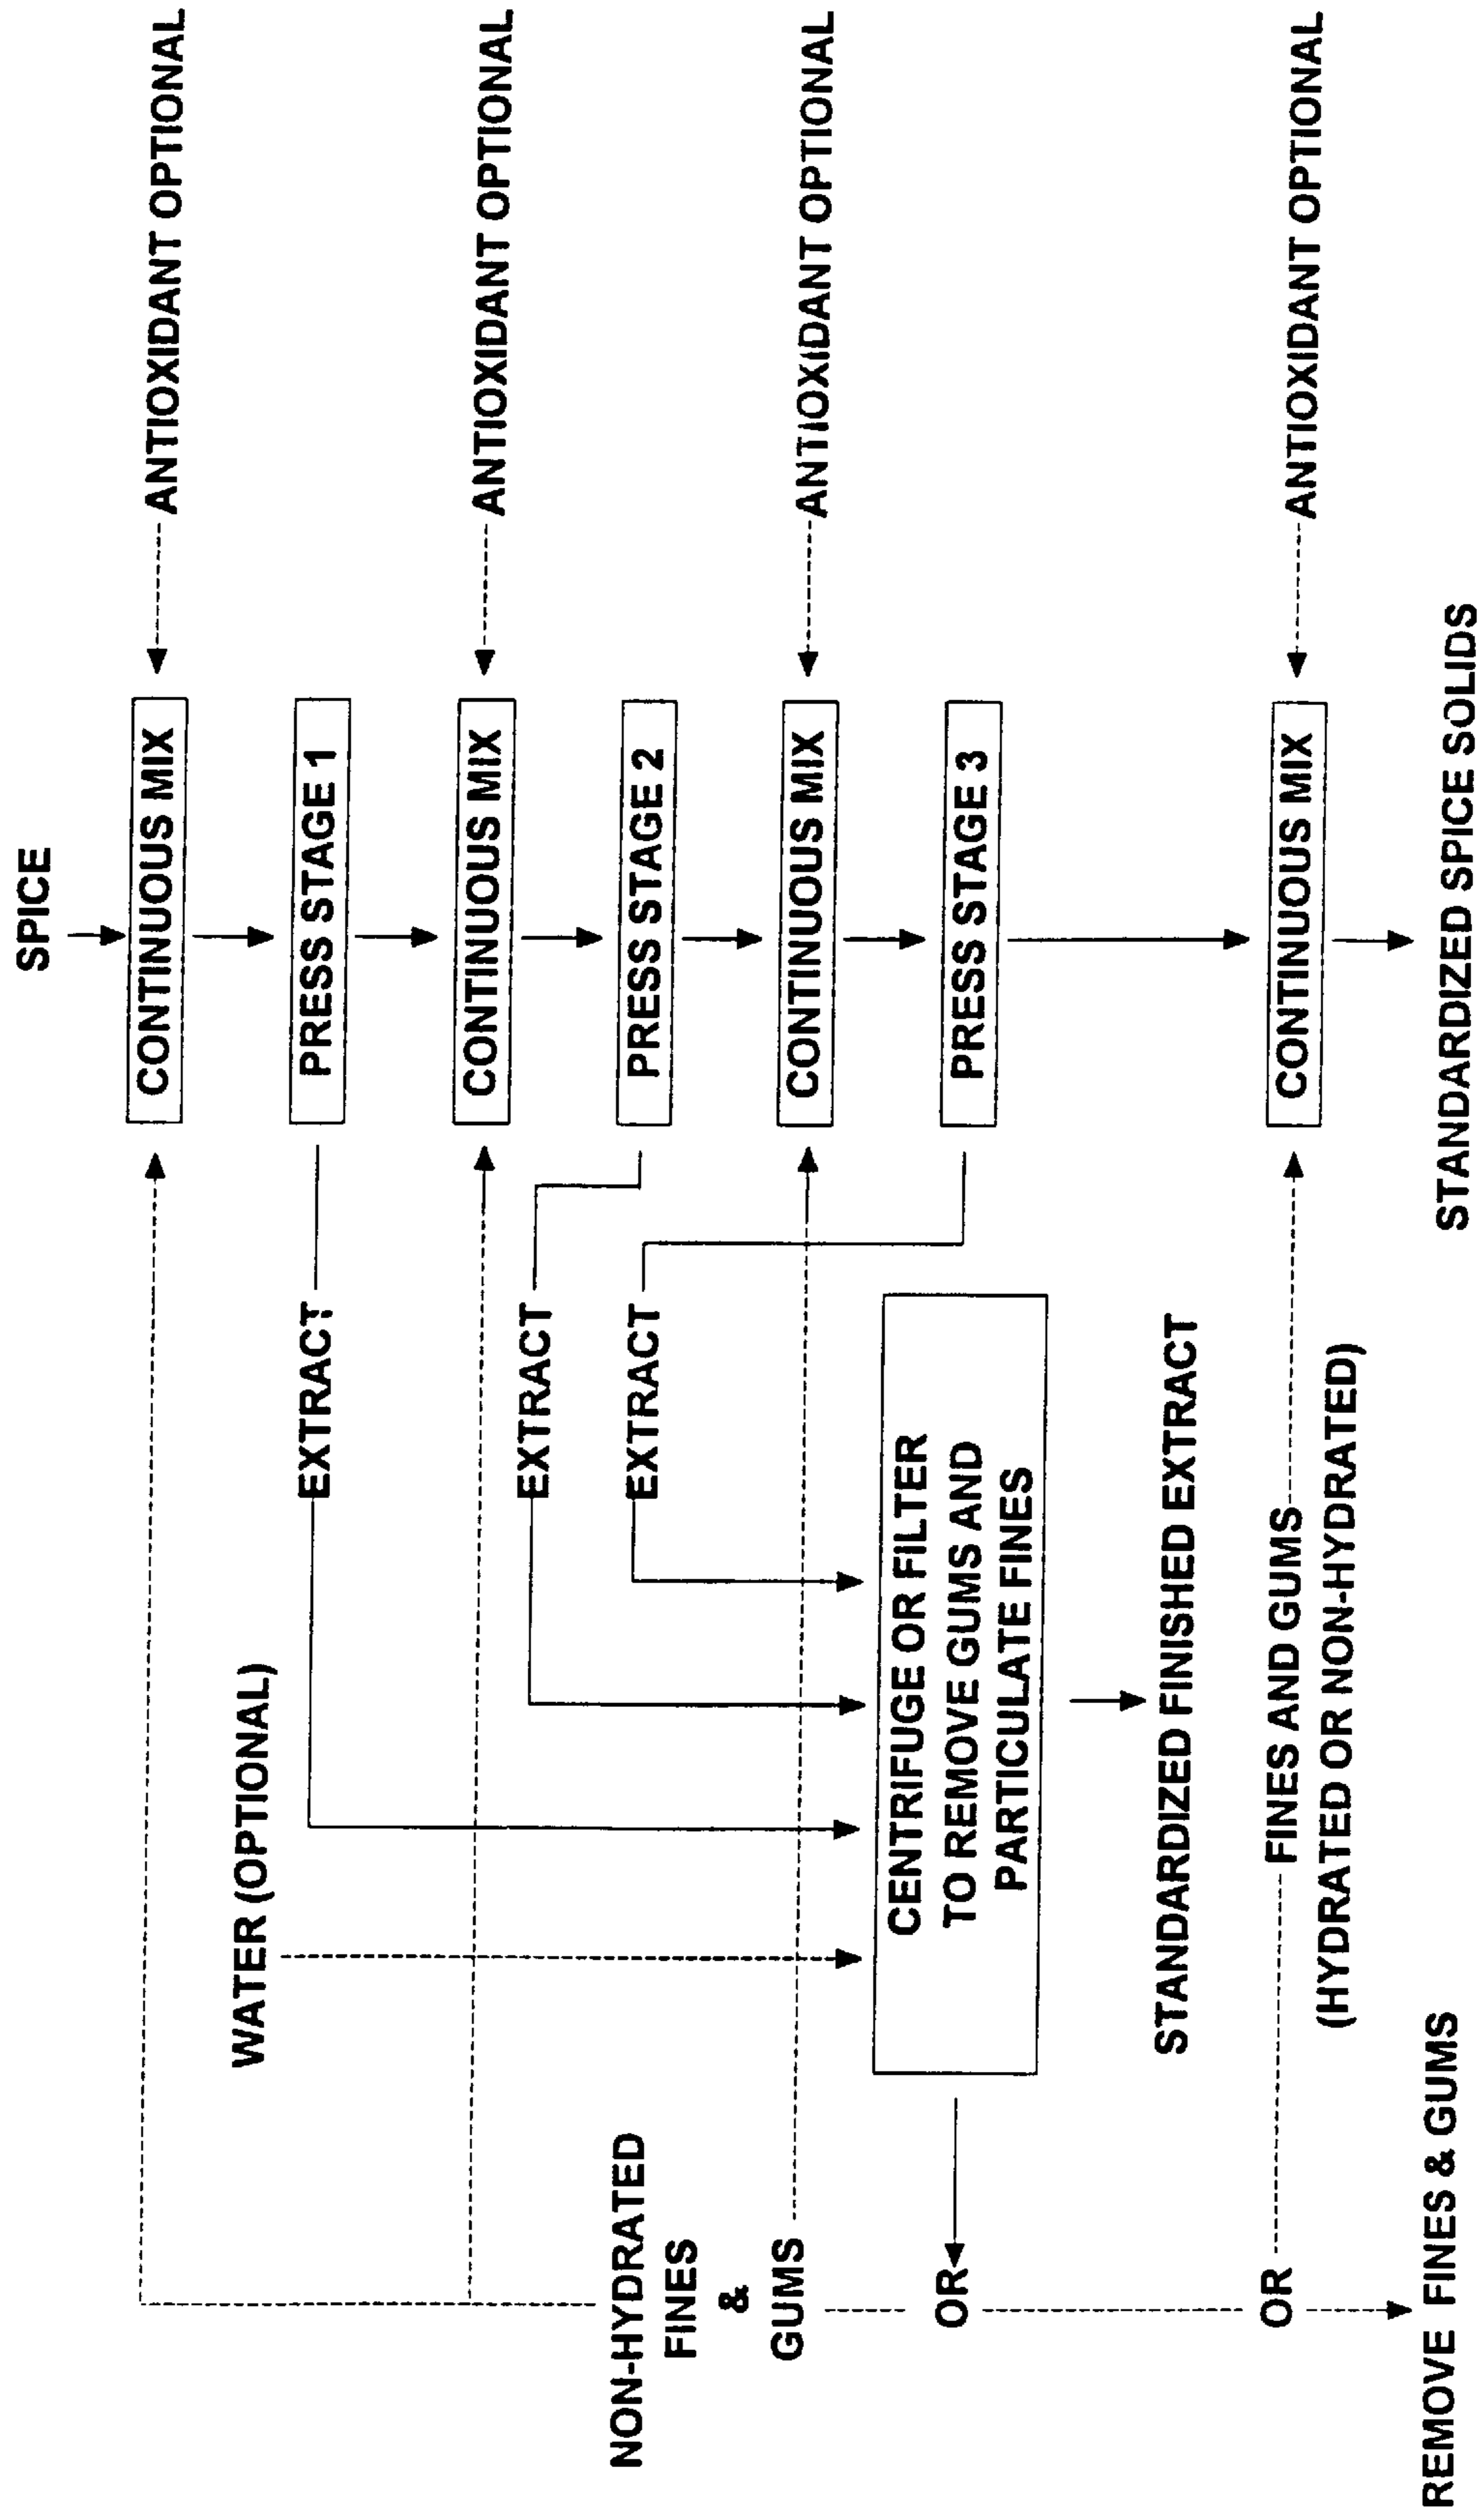 SPICE
CONTINUOUS MIX
ANTIOXIDANT OPTIONAL
WATER (OPTIONAL)
EXTRACT
PRESS STAGE 1
CONTINUOUS MIX
ANTIOXIDANT OPTIONAL
EXTRACT
NON-HYDRATED
FINES
&
GUMS
EXTRACT
PRESS STAGE 2
CONTINUOUS MIX
ANTIOXIDANT OPTIONAL
CENTRIFUGE OR FILTER
TO REMOVE GUMS AND
PARTICULATE FINES
OR
PRESS STAGE 3
STANDARDIZED FINISHED EXTRACT
OR
FINES AND GUMS
(HYDRATED OR NON-HYDRATED)
CONTINUOUS MIX
ANTIOXIDANT OPTIONAL
REMOVE FINES & GUMS
STANDARDIZED SPICE SOLIDS